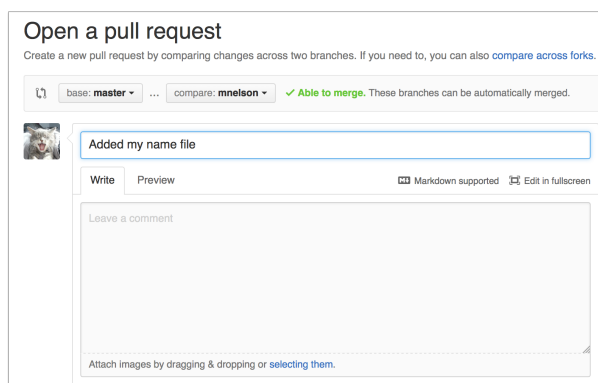 Open a pull request
Create a new pull request by comparing changes across two branches. If you need to, you can also compare across forks.
base: master ... compare: mnelson ✓ Able to merge. These branches can be automatically merged.
Added my name file
Write Preview Markdown supported Edit in fullscreen
Leave a comment
Attach images by dragging & dropping or selecting them.